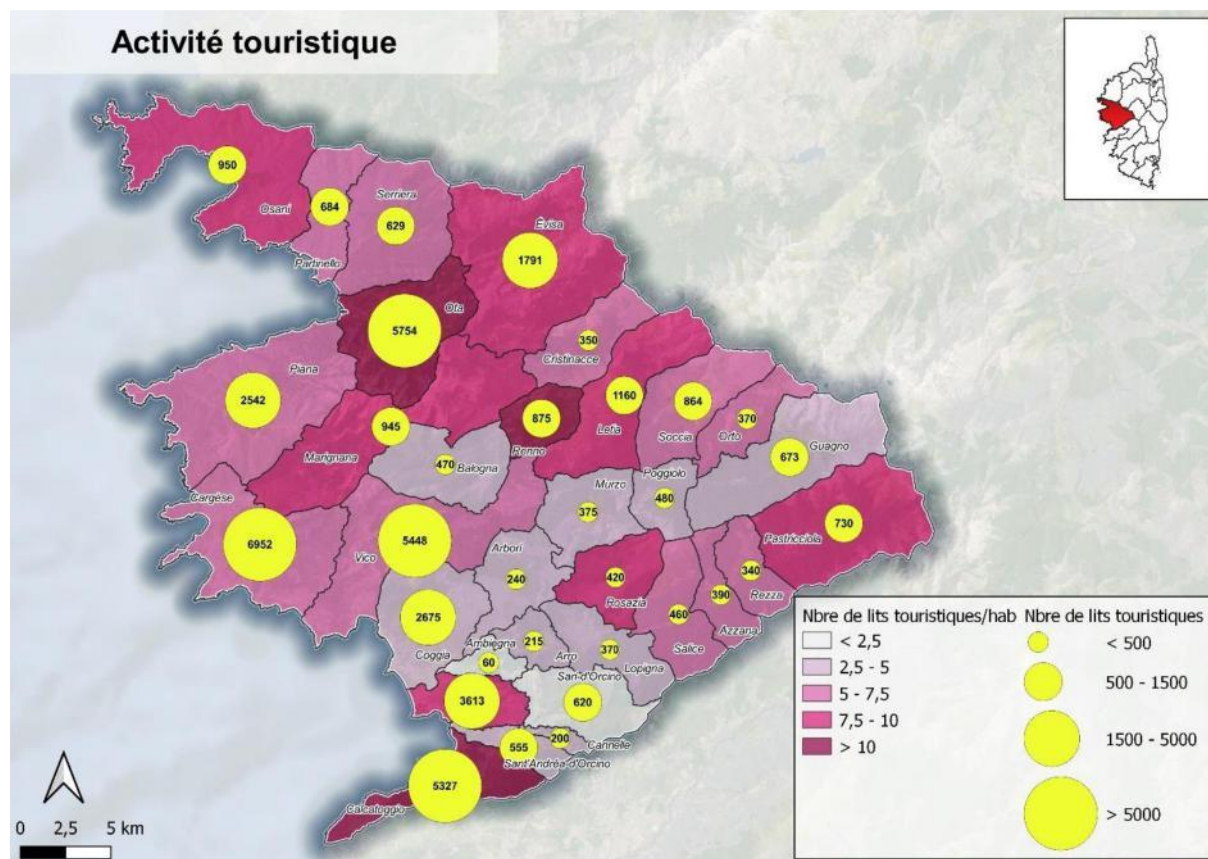 Activité touristique
950
Osani
684
Partinello
Serriera
629
Évisa
1791
Ota
5754
350
Cristinacce
Piana
2542
945
Marignana
875
Renno
1160
Letia
864
Soccia
370
Orto
Guagno
673
470
Balogna
Murzo
375
Poggiolo
480
730
Pastricciola
Cargèse
6952
Vico
5448
Arbori
240
420
Rosazia
340
Rezza
390
Azzana
460
Salice
2675
Coggia
Ambiegna
60
215
Arro
370
Lopigna
San-d'Orcino
620
3613
200
Cannelle
555
Sant'Andréa-d'Orcino
5327
Calcatoggio
0 2,5 5 km
Nbre de lits touristiques/hab
< 2,5
2,5 - 5
5 - 7,5
7,5 - 10
> 10
Nbre de lits touristiques
< 500
500 - 1500
1500 - 5000
> 5000